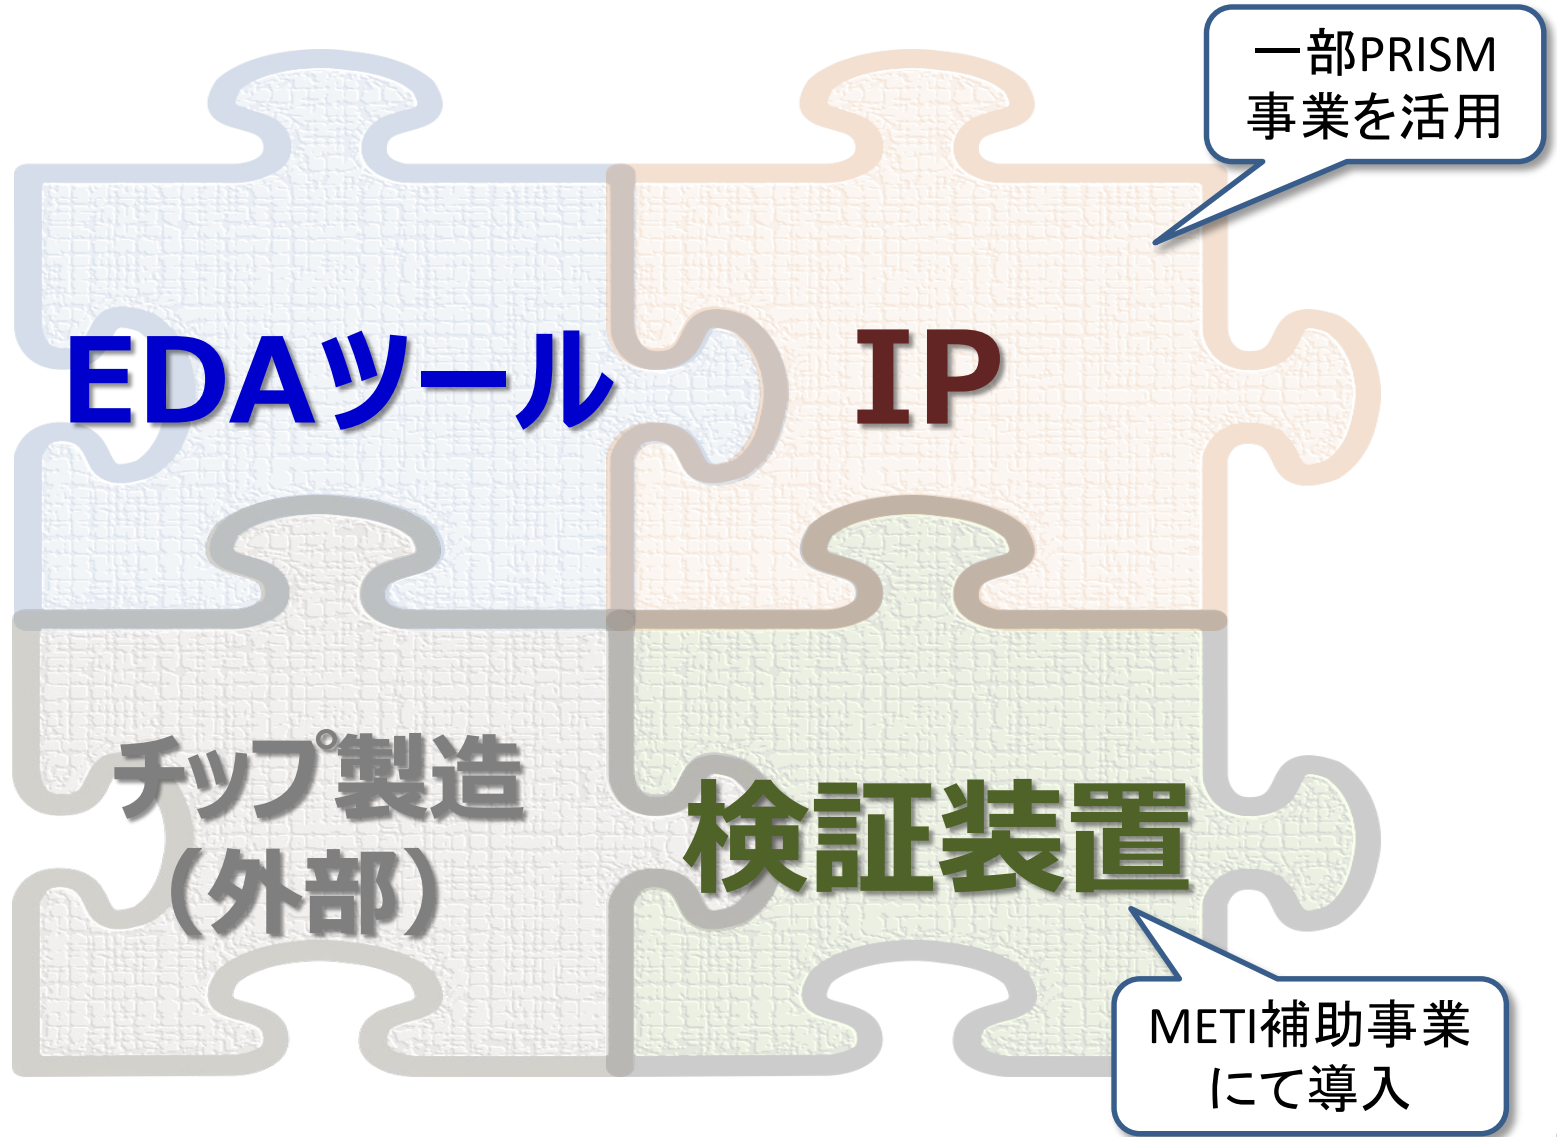 一部PRISM
事業を活用
EDAツール
IP
チップ製造
（外部）
検証装置
METI補助事業
にて導入